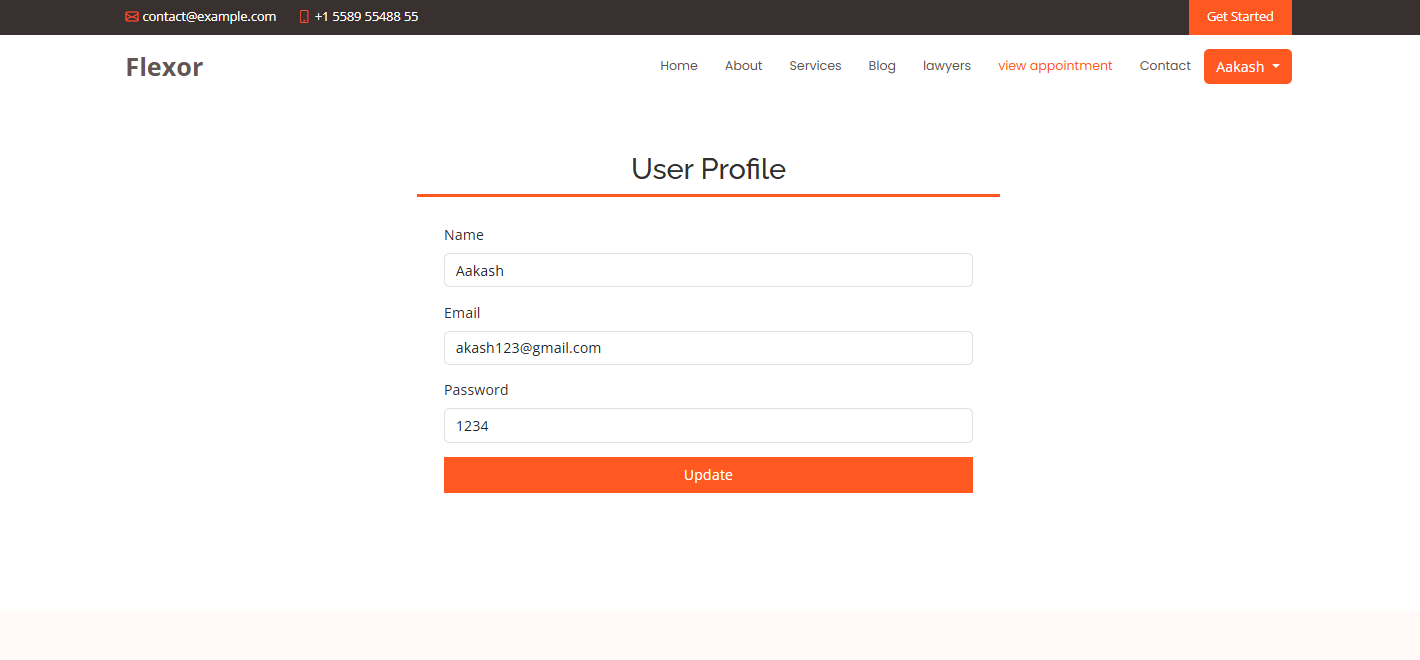 contact@example.com +1 5589 55488 55 Get Started
Flexor Home About Services Blog lawyers view appointment Contact Aakash
User Profile
Name
Aakash
Email
akash123@gmail.com
Password
1234
Update